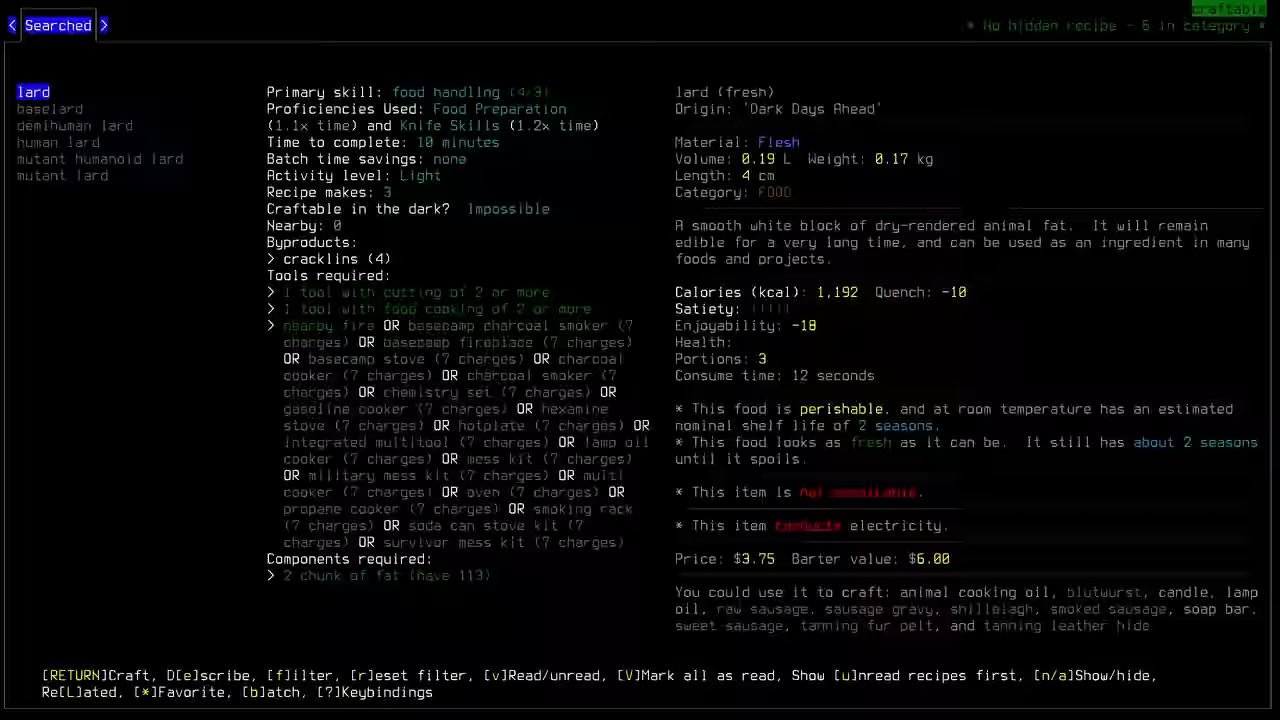 craftable
< Searched >
* No hidden recipe - 6 in category *
lard
baselard
demihuman lard
human lard
mutant humanoid lard
mutant lard
Primary skill: food handling (4/3)
Proficiencies Used: Food Preparation
(1.1x time) and Knife Skills (1.2x time)
Time to complete: 10 minutes
Batch time savings: none
Activity level: Light
Recipe makes: 3
Craftable in the dark? Impossible
Nearby: 0
Byproducts:
> cracklins (4)
Tools required:
> 1 tool with cutting of 2 or more
> 1 tool with food cooking of 2 or more
> nearby fire OR basecamp charcoal smoker (7
charges) OR basecamp fireplace (7 charges)
OR basecamp stove (7 charges) OR charcoal
cooker (7 charges) OR charcoal smoker (7
charges) OR chemistry set (7 charges) OR
gasoline cooker (7 charges) OR hexamine
stove (7 charges) OR hotplate (7 charges) OR
integrated multitool (7 charges) OR lamp oil
cooker (7 charges) OR mess kit (7 charges)
OR military mess kit (7 charges) OR multi
cooker (7 charges) OR oven (7 charges) OR
propane cooker (7 charges) OR smoking rack
(7 charges) OR soda can stove kit (7
charges) OR survivor mess kit (7 charges)
Components required:
> 2 chunk of fat (have 113)
lard (fresh)
Origin: 'Dark Days Ahead'
Material: Flesh
Volume: 0.19 L Weight: 0.17 kg
Length: 4 cm
Category: FOOD
A smooth white block of dry-rendered animal fat. It will remain
edible for a very long time, and can be used as an ingredient in many
foods and projects.
Calories (kcal): 1,192 Quench: -10
Satiety: |||||
Enjoyability: -18
Health:
Portions: 3
Consume time: 12 seconds
* This food is perishable, and at room temperature has an estimated
nominal shelf life of 2 seasons.
* This food looks as fresh as it can be. It still has about 2 seasons
until it spoils.
* This item is not repairable.
* This item conducts electricity.
Price: $3.75 Barter value: $6.00
You could use it to craft: animal cooking oil, blutwurst, candle, lamp
oil, raw sausage, sausage gravy, shillelagh, smoked sausage, soap bar,
sweet sausage, tanning fur pelt, and tanning leather hide
[RETURN]Craft, D[e]scribe, [f]ilter, [r]eset filter, [v]Read/unread, [V]Mark all as read, Show [u]nread recipes first, [n/a]Show/hide,
Re[L]ated, [*]Favorite, [b]atch, [?]Keybindings